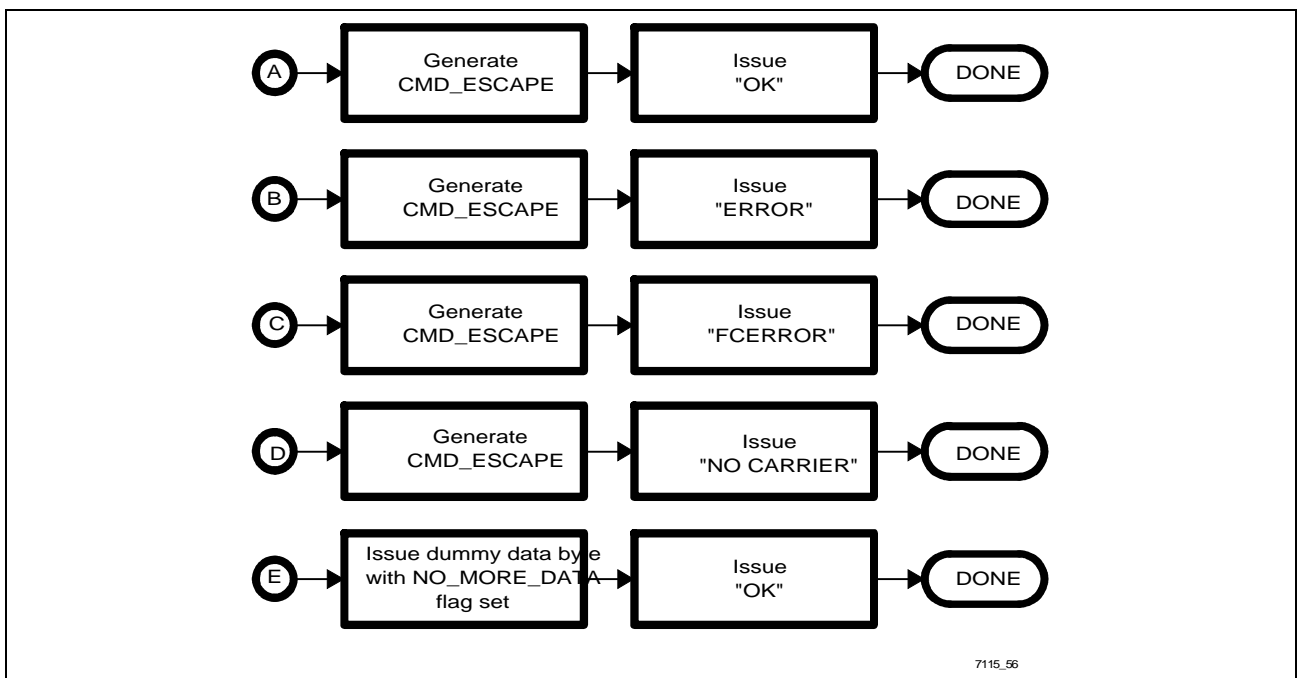 A
Generate
CMD_ESCAPE
Issue
"OK"
DONE
B
Generate
CMD_ESCAPE
Issue
"ERROR"
DONE
C
Generate
CMD_ESCAPE
Issue
"FCERROR"
DONE
D
Generate
CMD_ESCAPE
Issue
"NO CARRIER"
DONE
E
Issue dummy data byte
with NO_MORE_DATA
flag set
Issue
"OK"
DONE
7115_56